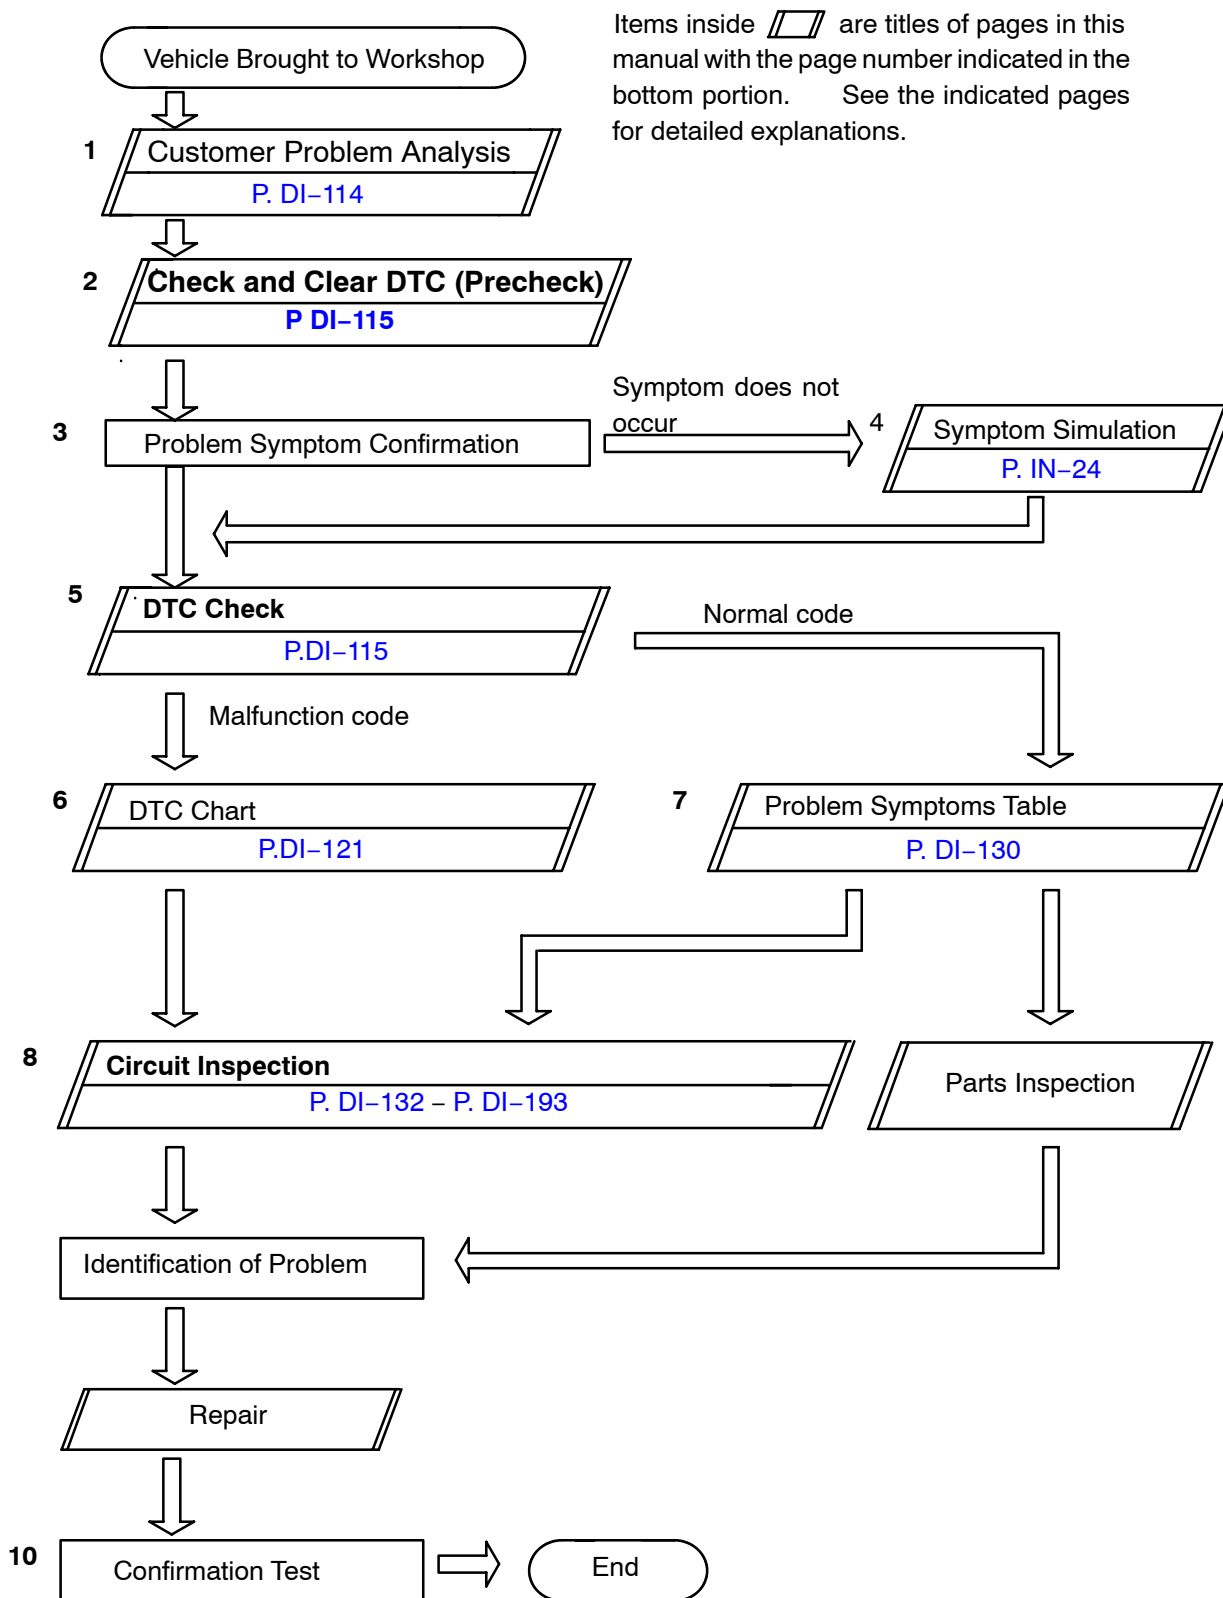 Items inside are titles of pages in this
manual with the page number indicated in the
bottom portion. See the indicated pages
for detailed explanations.
Vehicle Brought to Workshop
1
Customer Problem Analysis
P. DI–114
2
Check and Clear DTC (Precheck)
P DI–115
3
Problem Symptom Confirmation
Symptom does not
occur
4
Symptom Simulation
P. IN–24
5
DTC Check
P.DI–115
Normal code
Malfunction code
6
DTC Chart
P.DI–121
7
Problem Symptoms Table
P. DI–130
8
Circuit Inspection
P. DI–132 – P. DI–193
Parts Inspection
Identification of Problem
Repair
10
Confirmation Test
End